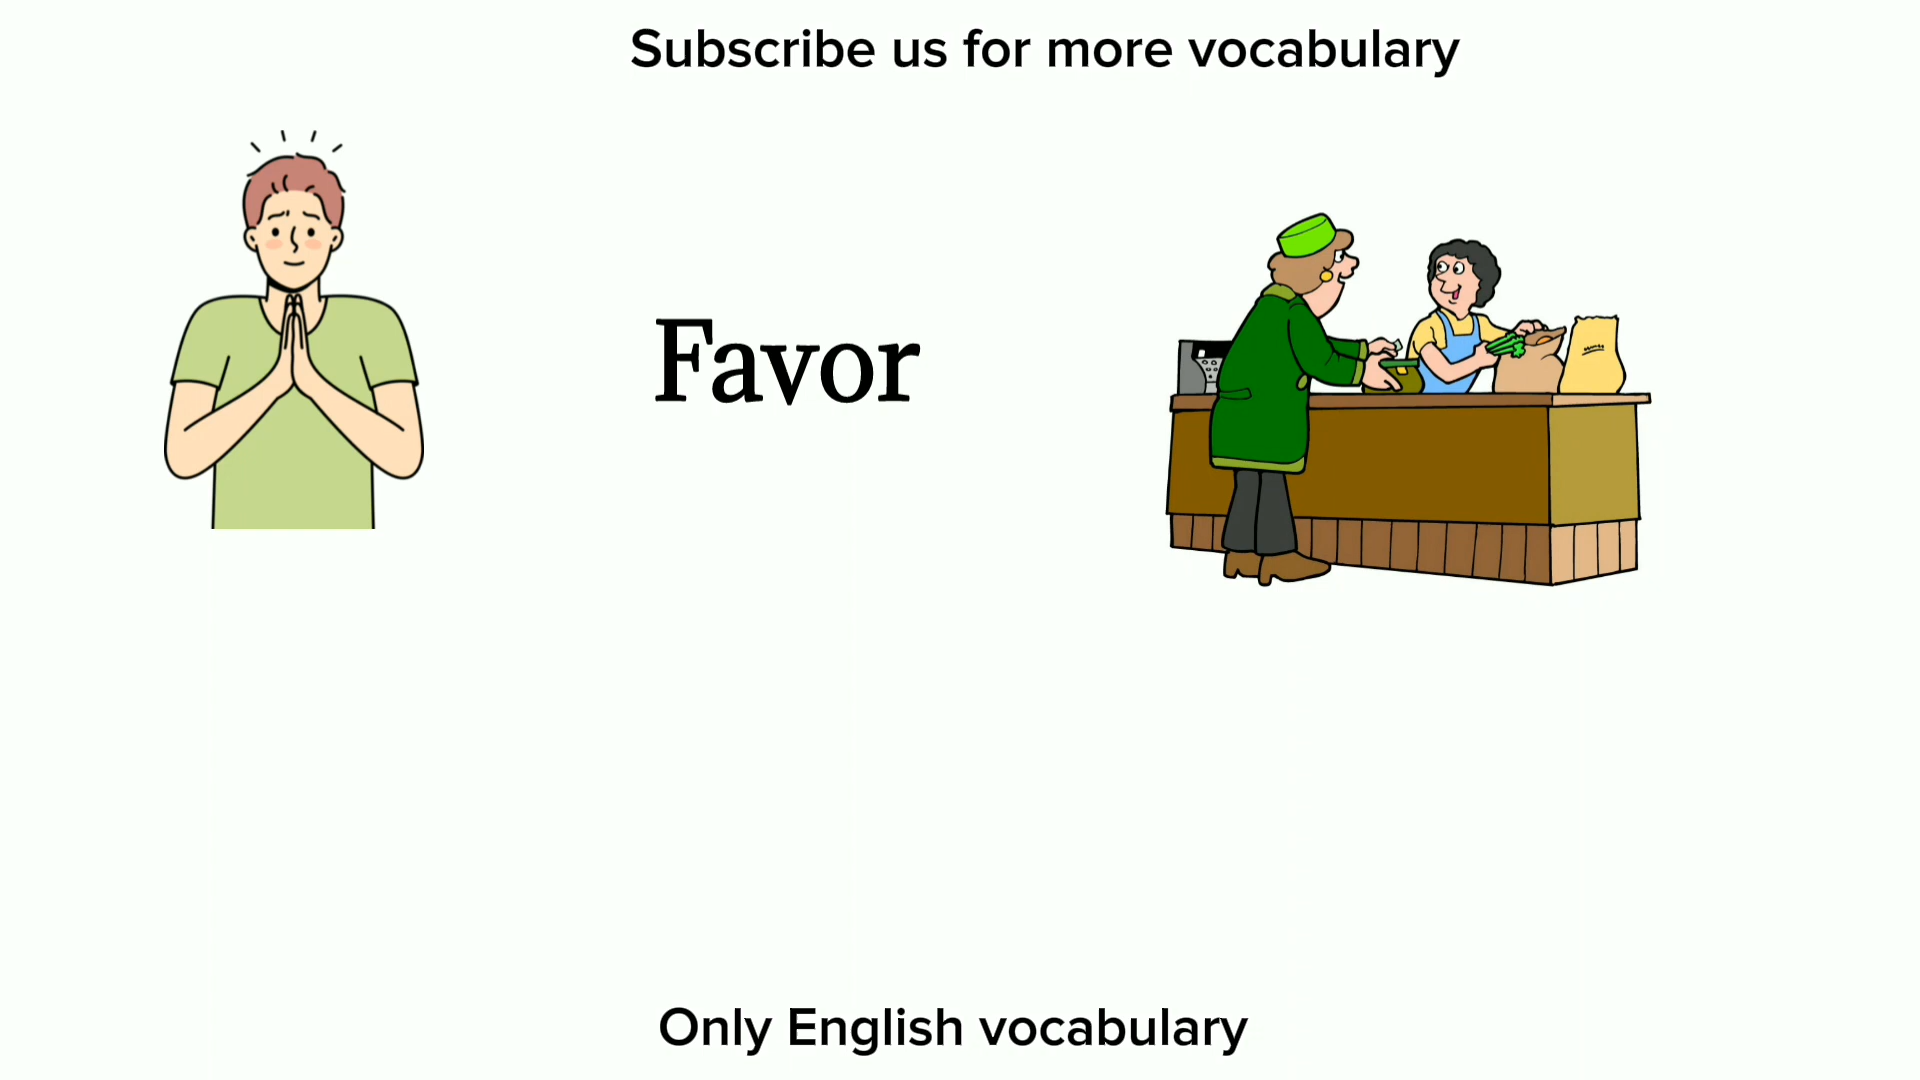 Subscribe us for more vocabulary
Favor
Only English vocabulary